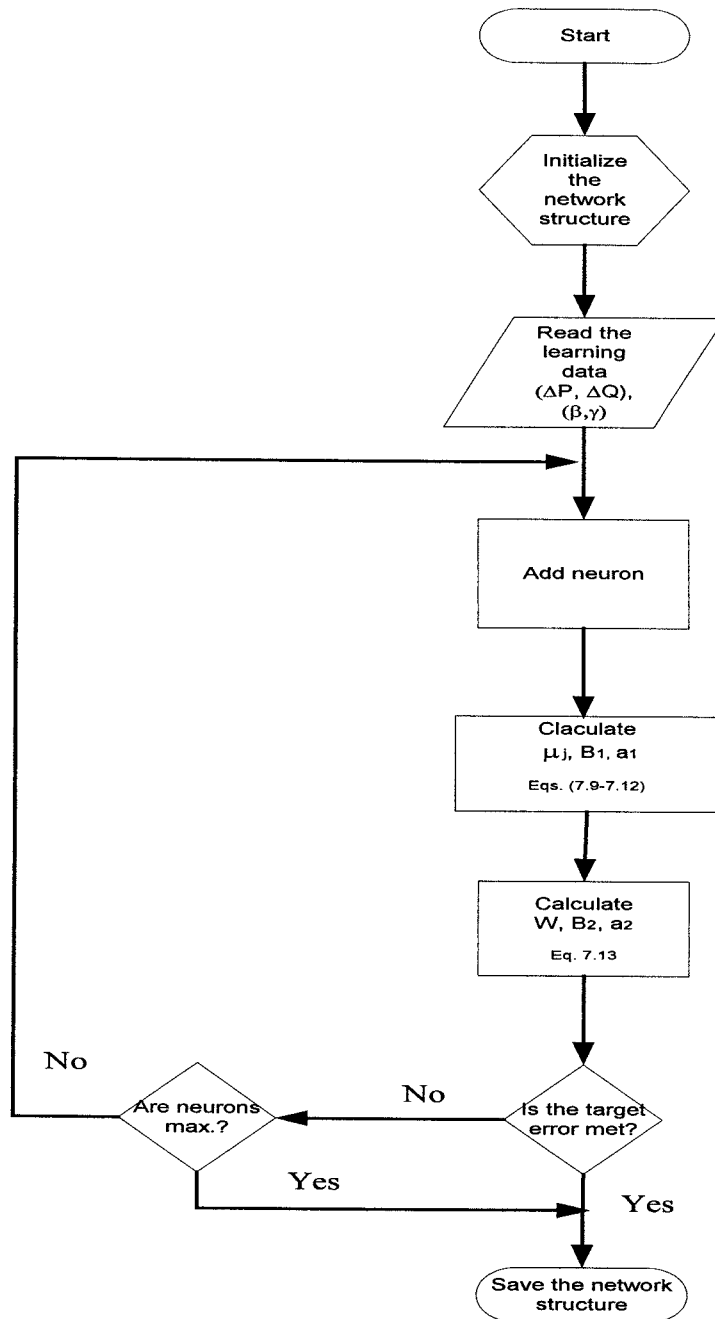 Start
Initialize
the
network
structure
Read the
learning
data
(ΔP, ΔQ),
(β,γ)
Add neuron
Claculate
μj, B1, a1
Eqs. (7.9-7.12)
Calculate
W, B2, a2
Eq. 7.13
No
No
Are neurons
max.?
Is the target
error met?
Yes
Yes
Save the network
structure